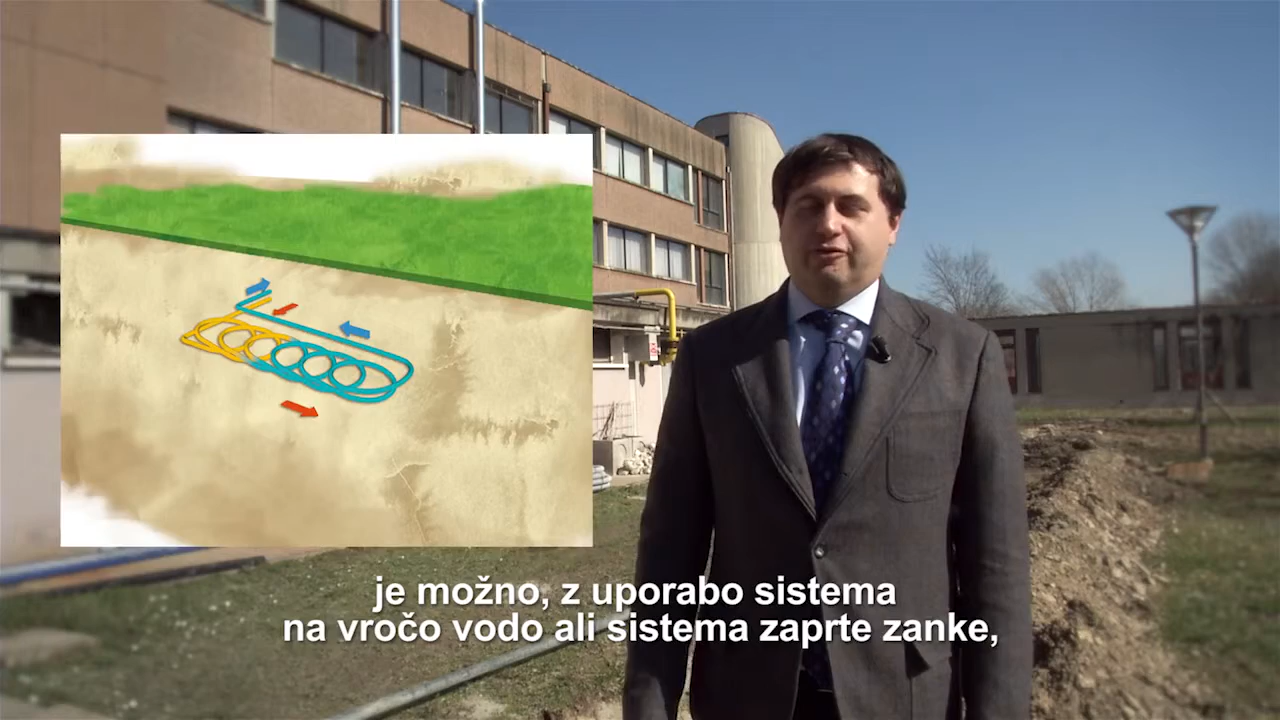 je možno, z uporabo sistema
na vročo vodo ali sistema zaprte zanke,